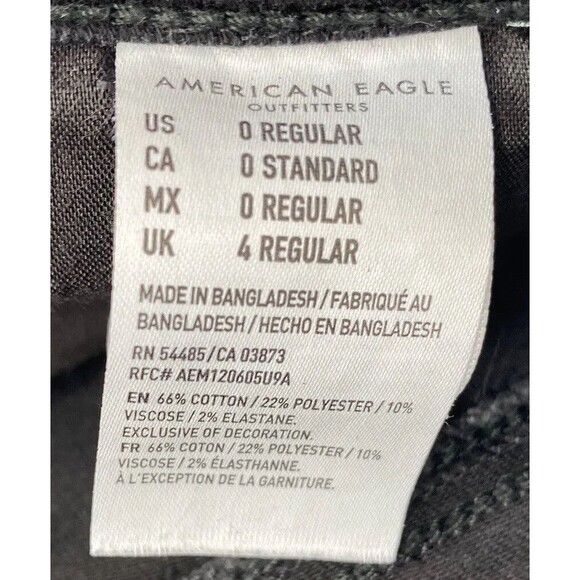 AMERICAN EAGLE
OUTFITTERS
US 0 REGULAR
CA 0 STANDARD
MX 0 REGULAR
UK 4 REGULAR
MADE IN BANGLADESH / FABRIQUÉ AU
BANGLADESH / HECHO EN BANGLADESH
RN 54485 / CA 03873
RFC# AEM120605U9A
EN 66% COTTON / 22% POLYESTER / 10%
VISCOSE / 2% ELASTANE.
EXCLUSIVE OF DECORATION.
FR 66% COTON / 22% POLYESTER / 10%
VISCOSE / 2% ÉLASTHANNE.
À L'EXCEPTION DE LA GARNITURE.